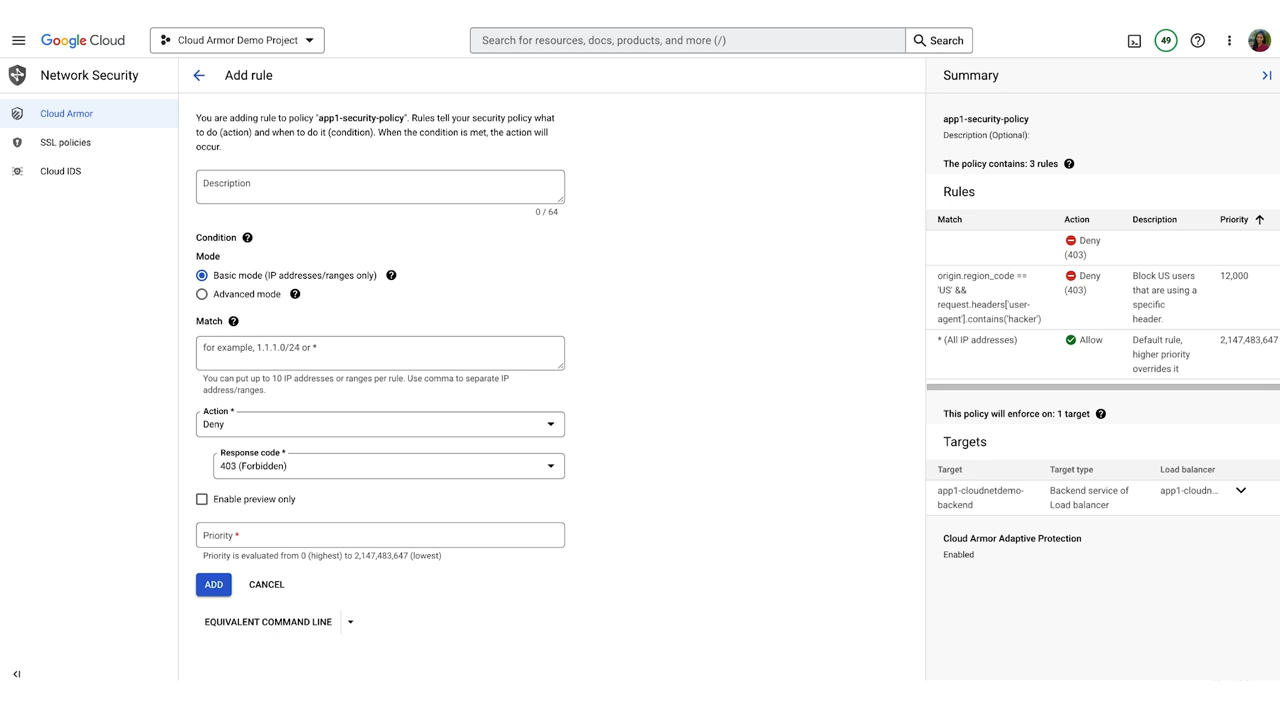 Google Cloud
Cloud Armor Demo Project
Search for resources, docs, products, and more (/)
Search
49
Network Security
Add rule
Summary
Cloud Armor
SSL policies
Cloud IDS
You are adding rule to policy "app1-security-policy". Rules tell your security policy what
to do (action) and when to do it (condition). When the condition is met, the action will
occur.
Description
0 / 64
Condition
Mode
Basic mode (IP addresses/ranges only)
Advanced mode
Match
for example, 1.1.1.0/24 or *
You can put up to 10 IP addresses or ranges per rule. Use comma to separate IP
address/ranges.
Action *
Deny
Response code *
403 (Forbidden)
Enable preview only
Priority *
Priority is evaluated from 0 (highest) to 2,147,483,647 (lowest)
ADD CANCEL
EQUIVALENT COMMAND LINE
app1-security-policy
Description (Optional):
The policy contains: 3 rules
Rules
Match Action Description Priority
Deny
(403)
origin.region_code == Deny Block US users 12,000
'US' && (403) that are using a
request.headers['user- specific
agent'].contains('hacker') header.
* (All IP addresses) Allow Default rule, 2,147,483,647
higher priority
overrides it
This policy will enforce on: 1 target
Targets
Target Target type Load balancer
app1-cloudnetdemo- Backend service of app1-cloudn...
backend Load balancer
Cloud Armor Adaptive Protection
Enabled